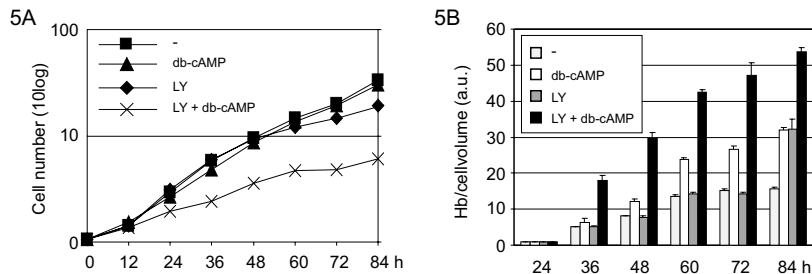 5A
Cell number (10log)
100
10
0
-
db-cAMP
LY
LY + db-cAMP
0 12 24 36 48 60 72 84 h
5B
Hb/cellvolume (a.u.)
60
50
40
30
20
10
0
-
db-cAMP
LY
LY + db-cAMP
24 36 48 60 72 84 h